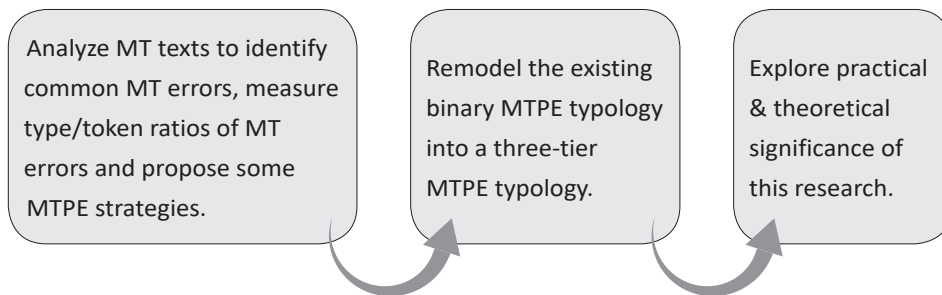 Analyze MT texts to identify
common MT errors, measure
type/token ratios of MT
errors and propose some
MTPE strategies.
Remodel the existing
binary MTPE typology
into a three-tier
MTPE typology.
Explore practical
& theoretical
significance of
this research.